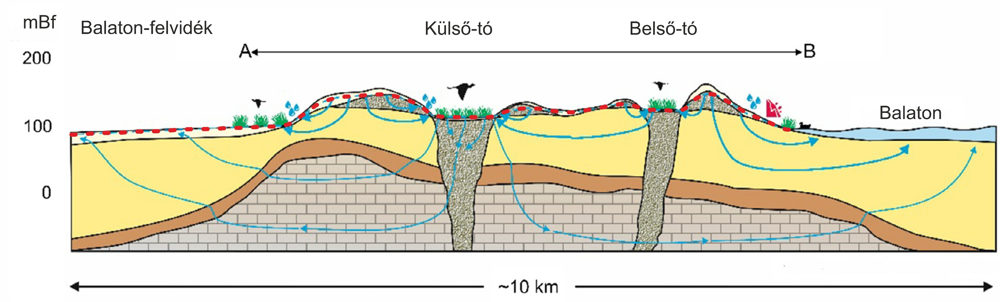 mBf
Balaton-felvidék
Külső-tó
Belső-tó
A
B
200
100
0
Balaton
~10 km